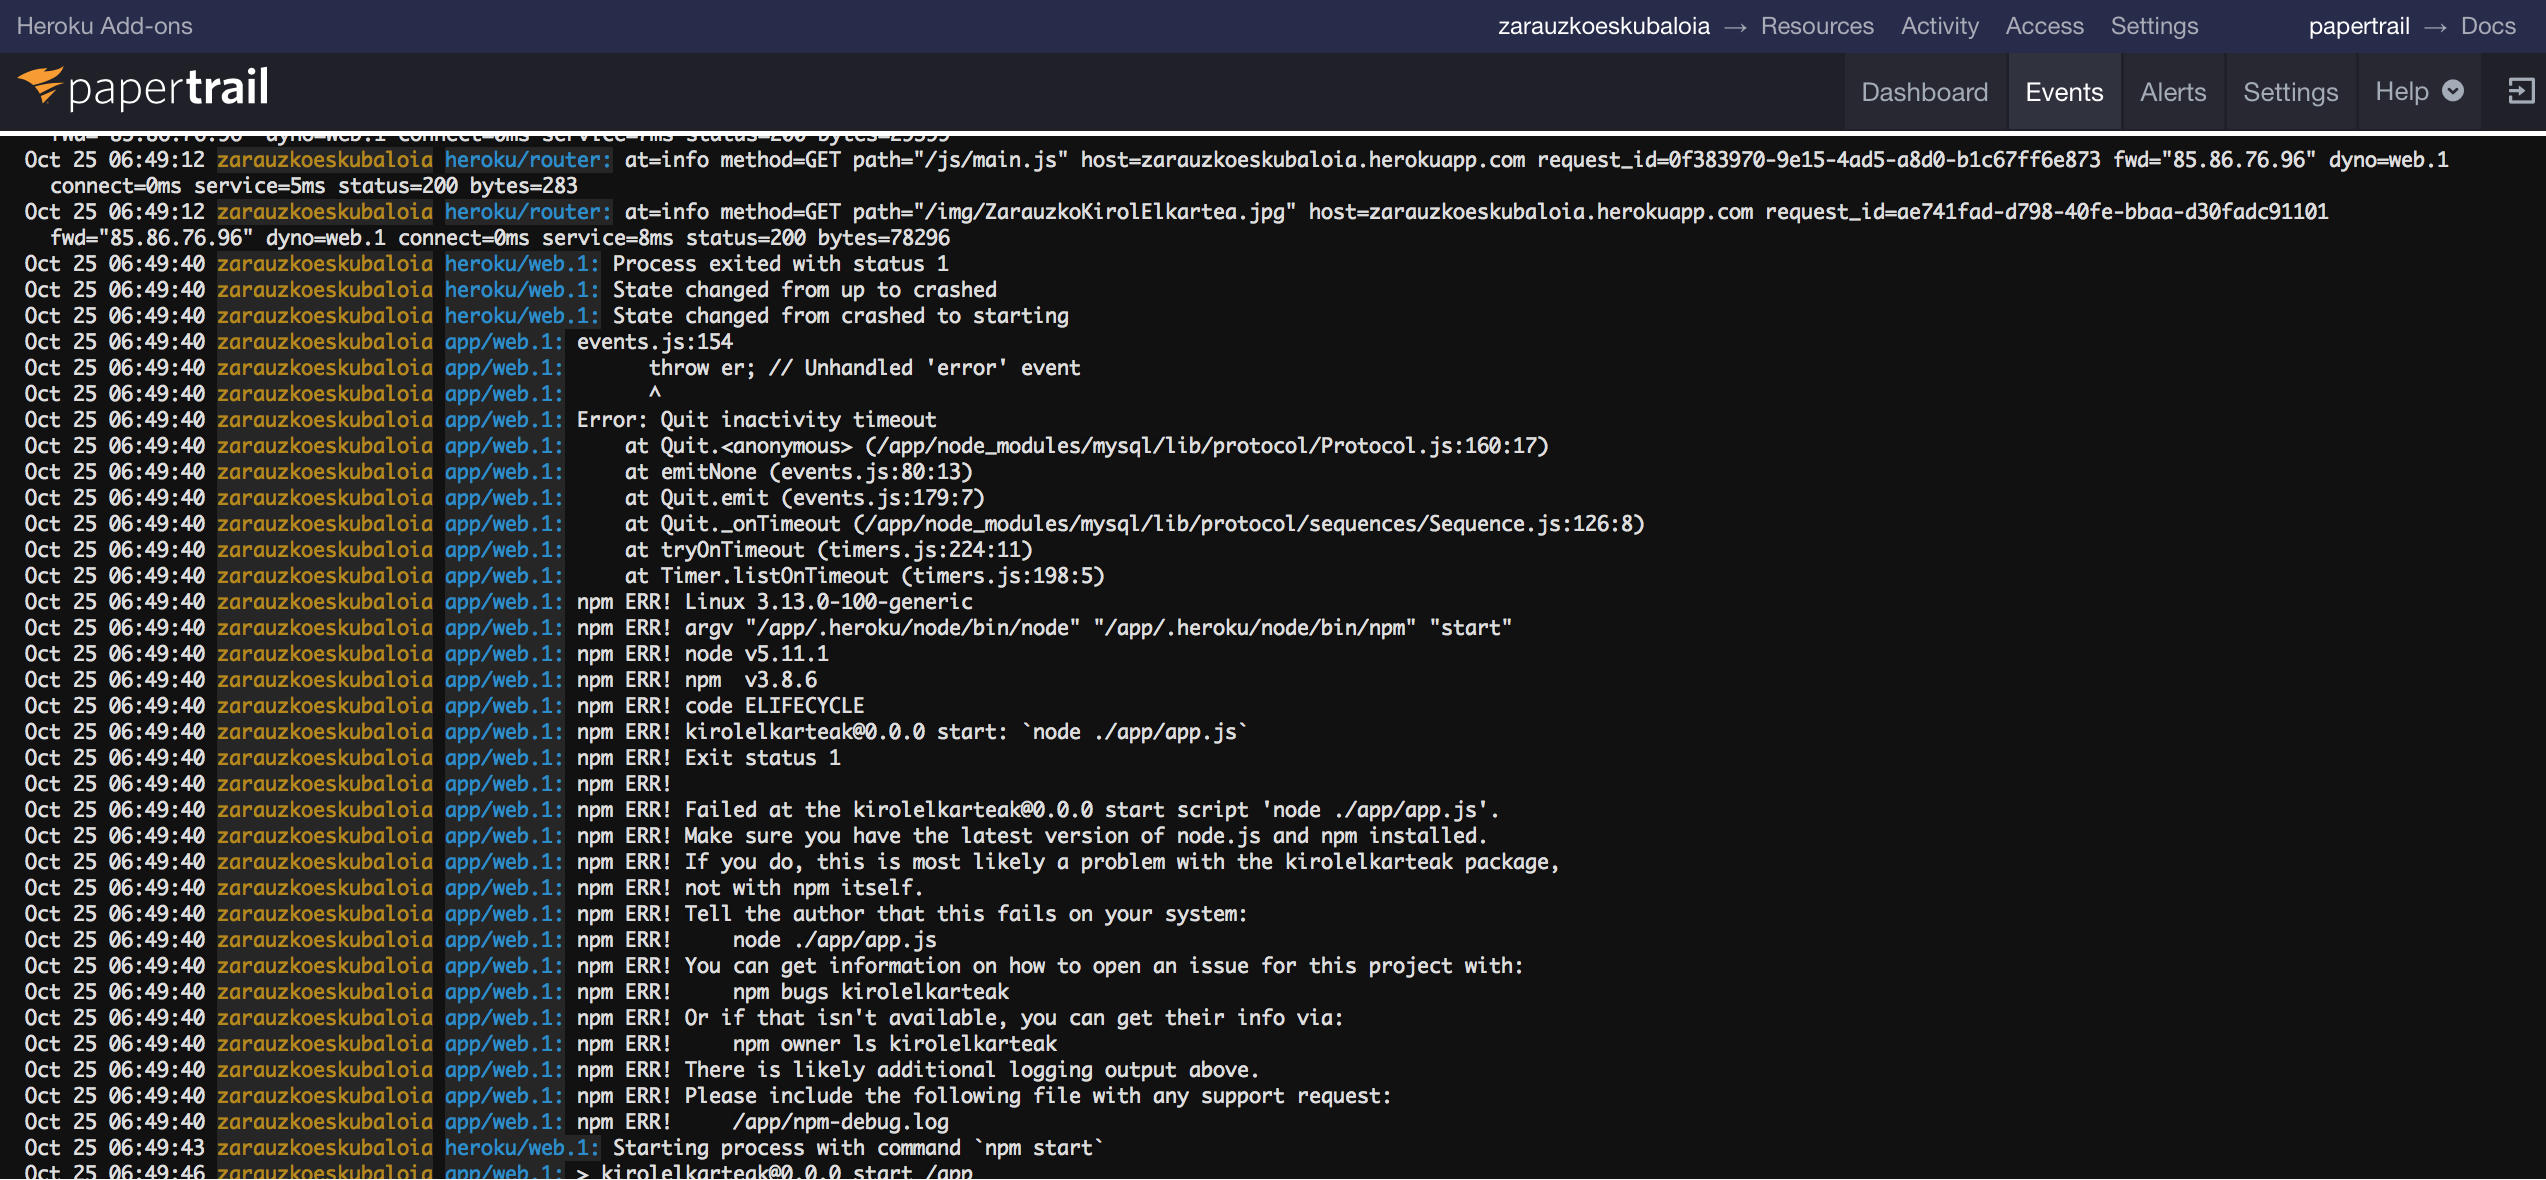 Heroku Add-ons
zarauzkoeskubaloia → Resources Activity Access Settings papertrail → Docs
papertrail Dashboard Events Alerts Settings Help
fwd="85.86.76.96" dyno=web.1 connect=0ms service=7ms status=200 bytes=29399
Oct 25 06:49:12 zarauzkoeskubaloia heroku/router: at=info method=GET path="/js/main.js" host=zarauzkoeskubaloia.herokuapp.com request_id=0f383970-9e15-4ad5-a8d0-b1c67ff6e873 fwd="85.86.76.96" dyno=web.1
connect=0ms service=5ms status=200 bytes=283
Oct 25 06:49:12 zarauzkoeskubaloia heroku/router: at=info method=GET path="/img/ZarauzkoKirolElkartea.jpg" host=zarauzkoeskubaloia.herokuapp.com request_id=ae741fad-d798-40fe-bbaa-d30fadc91101
fwd="85.86.76.96" dyno=web.1 connect=0ms service=8ms status=200 bytes=78296
Oct 25 06:49:40 zarauzkoeskubaloia heroku/web.1: Process exited with status 1
Oct 25 06:49:40 zarauzkoeskubaloia heroku/web.1: State changed from up to crashed
Oct 25 06:49:40 zarauzkoeskubaloia heroku/web.1: State changed from crashed to starting
Oct 25 06:49:40 zarauzkoeskubaloia app/web.1: events.js:154
Oct 25 06:49:40 zarauzkoeskubaloia app/web.1: throw er; // Unhandled 'error' event
Oct 25 06:49:40 zarauzkoeskubaloia app/web.1: ^
Oct 25 06:49:40 zarauzkoeskubaloia app/web.1: Error: Quit inactivity timeout
Oct 25 06:49:40 zarauzkoeskubaloia app/web.1: at Quit.<anonymous> (/app/node_modules/mysql/lib/protocol/Protocol.js:160:17)
Oct 25 06:49:40 zarauzkoeskubaloia app/web.1: at emitNone (events.js:80:13)
Oct 25 06:49:40 zarauzkoeskubaloia app/web.1: at Quit.emit (events.js:179:7)
Oct 25 06:49:40 zarauzkoeskubaloia app/web.1: at Quit._onTimeout (/app/node_modules/mysql/lib/protocol/sequences/Sequence.js:126:8)
Oct 25 06:49:40 zarauzkoeskubaloia app/web.1: at tryOnTimeout (timers.js:224:11)
Oct 25 06:49:40 zarauzkoeskubaloia app/web.1: at Timer.listOnTimeout (timers.js:198:5)
Oct 25 06:49:40 zarauzkoeskubaloia app/web.1: npm ERR! Linux 3.13.0-100-generic
Oct 25 06:49:40 zarauzkoeskubaloia app/web.1: npm ERR! argv "/app/.heroku/node/bin/node" "/app/.heroku/node/bin/npm" "start"
Oct 25 06:49:40 zarauzkoeskubaloia app/web.1: npm ERR! node v5.11.1
Oct 25 06:49:40 zarauzkoeskubaloia app/web.1: npm ERR! npm v3.8.6
Oct 25 06:49:40 zarauzkoeskubaloia app/web.1: npm ERR! code ELIFECYCLE
Oct 25 06:49:40 zarauzkoeskubaloia app/web.1: npm ERR! kirolelkarteak@0.0.0 start: `node ./app/app.js`
Oct 25 06:49:40 zarauzkoeskubaloia app/web.1: npm ERR! Exit status 1
Oct 25 06:49:40 zarauzkoeskubaloia app/web.1: npm ERR!
Oct 25 06:49:40 zarauzkoeskubaloia app/web.1: npm ERR! Failed at the kirolelkarteak@0.0.0 start script 'node ./app/app.js'.
Oct 25 06:49:40 zarauzkoeskubaloia app/web.1: npm ERR! Make sure you have the latest version of node.js and npm installed.
Oct 25 06:49:40 zarauzkoeskubaloia app/web.1: npm ERR! If you do, this is most likely a problem with the kirolelkarteak package,
Oct 25 06:49:40 zarauzkoeskubaloia app/web.1: npm ERR! not with npm itself.
Oct 25 06:49:40 zarauzkoeskubaloia app/web.1: npm ERR! Tell the author that this fails on your system:
Oct 25 06:49:40 zarauzkoeskubaloia app/web.1: npm ERR! node ./app/app.js
Oct 25 06:49:40 zarauzkoeskubaloia app/web.1: npm ERR! You can get information on how to open an issue for this project with:
Oct 25 06:49:40 zarauzkoeskubaloia app/web.1: npm ERR! npm bugs kirolelkarteak
Oct 25 06:49:40 zarauzkoeskubaloia app/web.1: npm ERR! Or if that isn't available, you can get their info via:
Oct 25 06:49:40 zarauzkoeskubaloia app/web.1: npm ERR! npm owner ls kirolelkarteak
Oct 25 06:49:40 zarauzkoeskubaloia app/web.1: npm ERR! There is likely additional logging output above.
Oct 25 06:49:40 zarauzkoeskubaloia app/web.1: npm ERR! Please include the following file with any support request:
Oct 25 06:49:40 zarauzkoeskubaloia app/web.1: npm ERR! /app/npm-debug.log
Oct 25 06:49:43 zarauzkoeskubaloia heroku/web.1: Starting process with command `npm start`
Oct 25 06:49:46 zarauzkoeskubaloia app/web.1: > kirolelkarteak@0.0.0 start /app